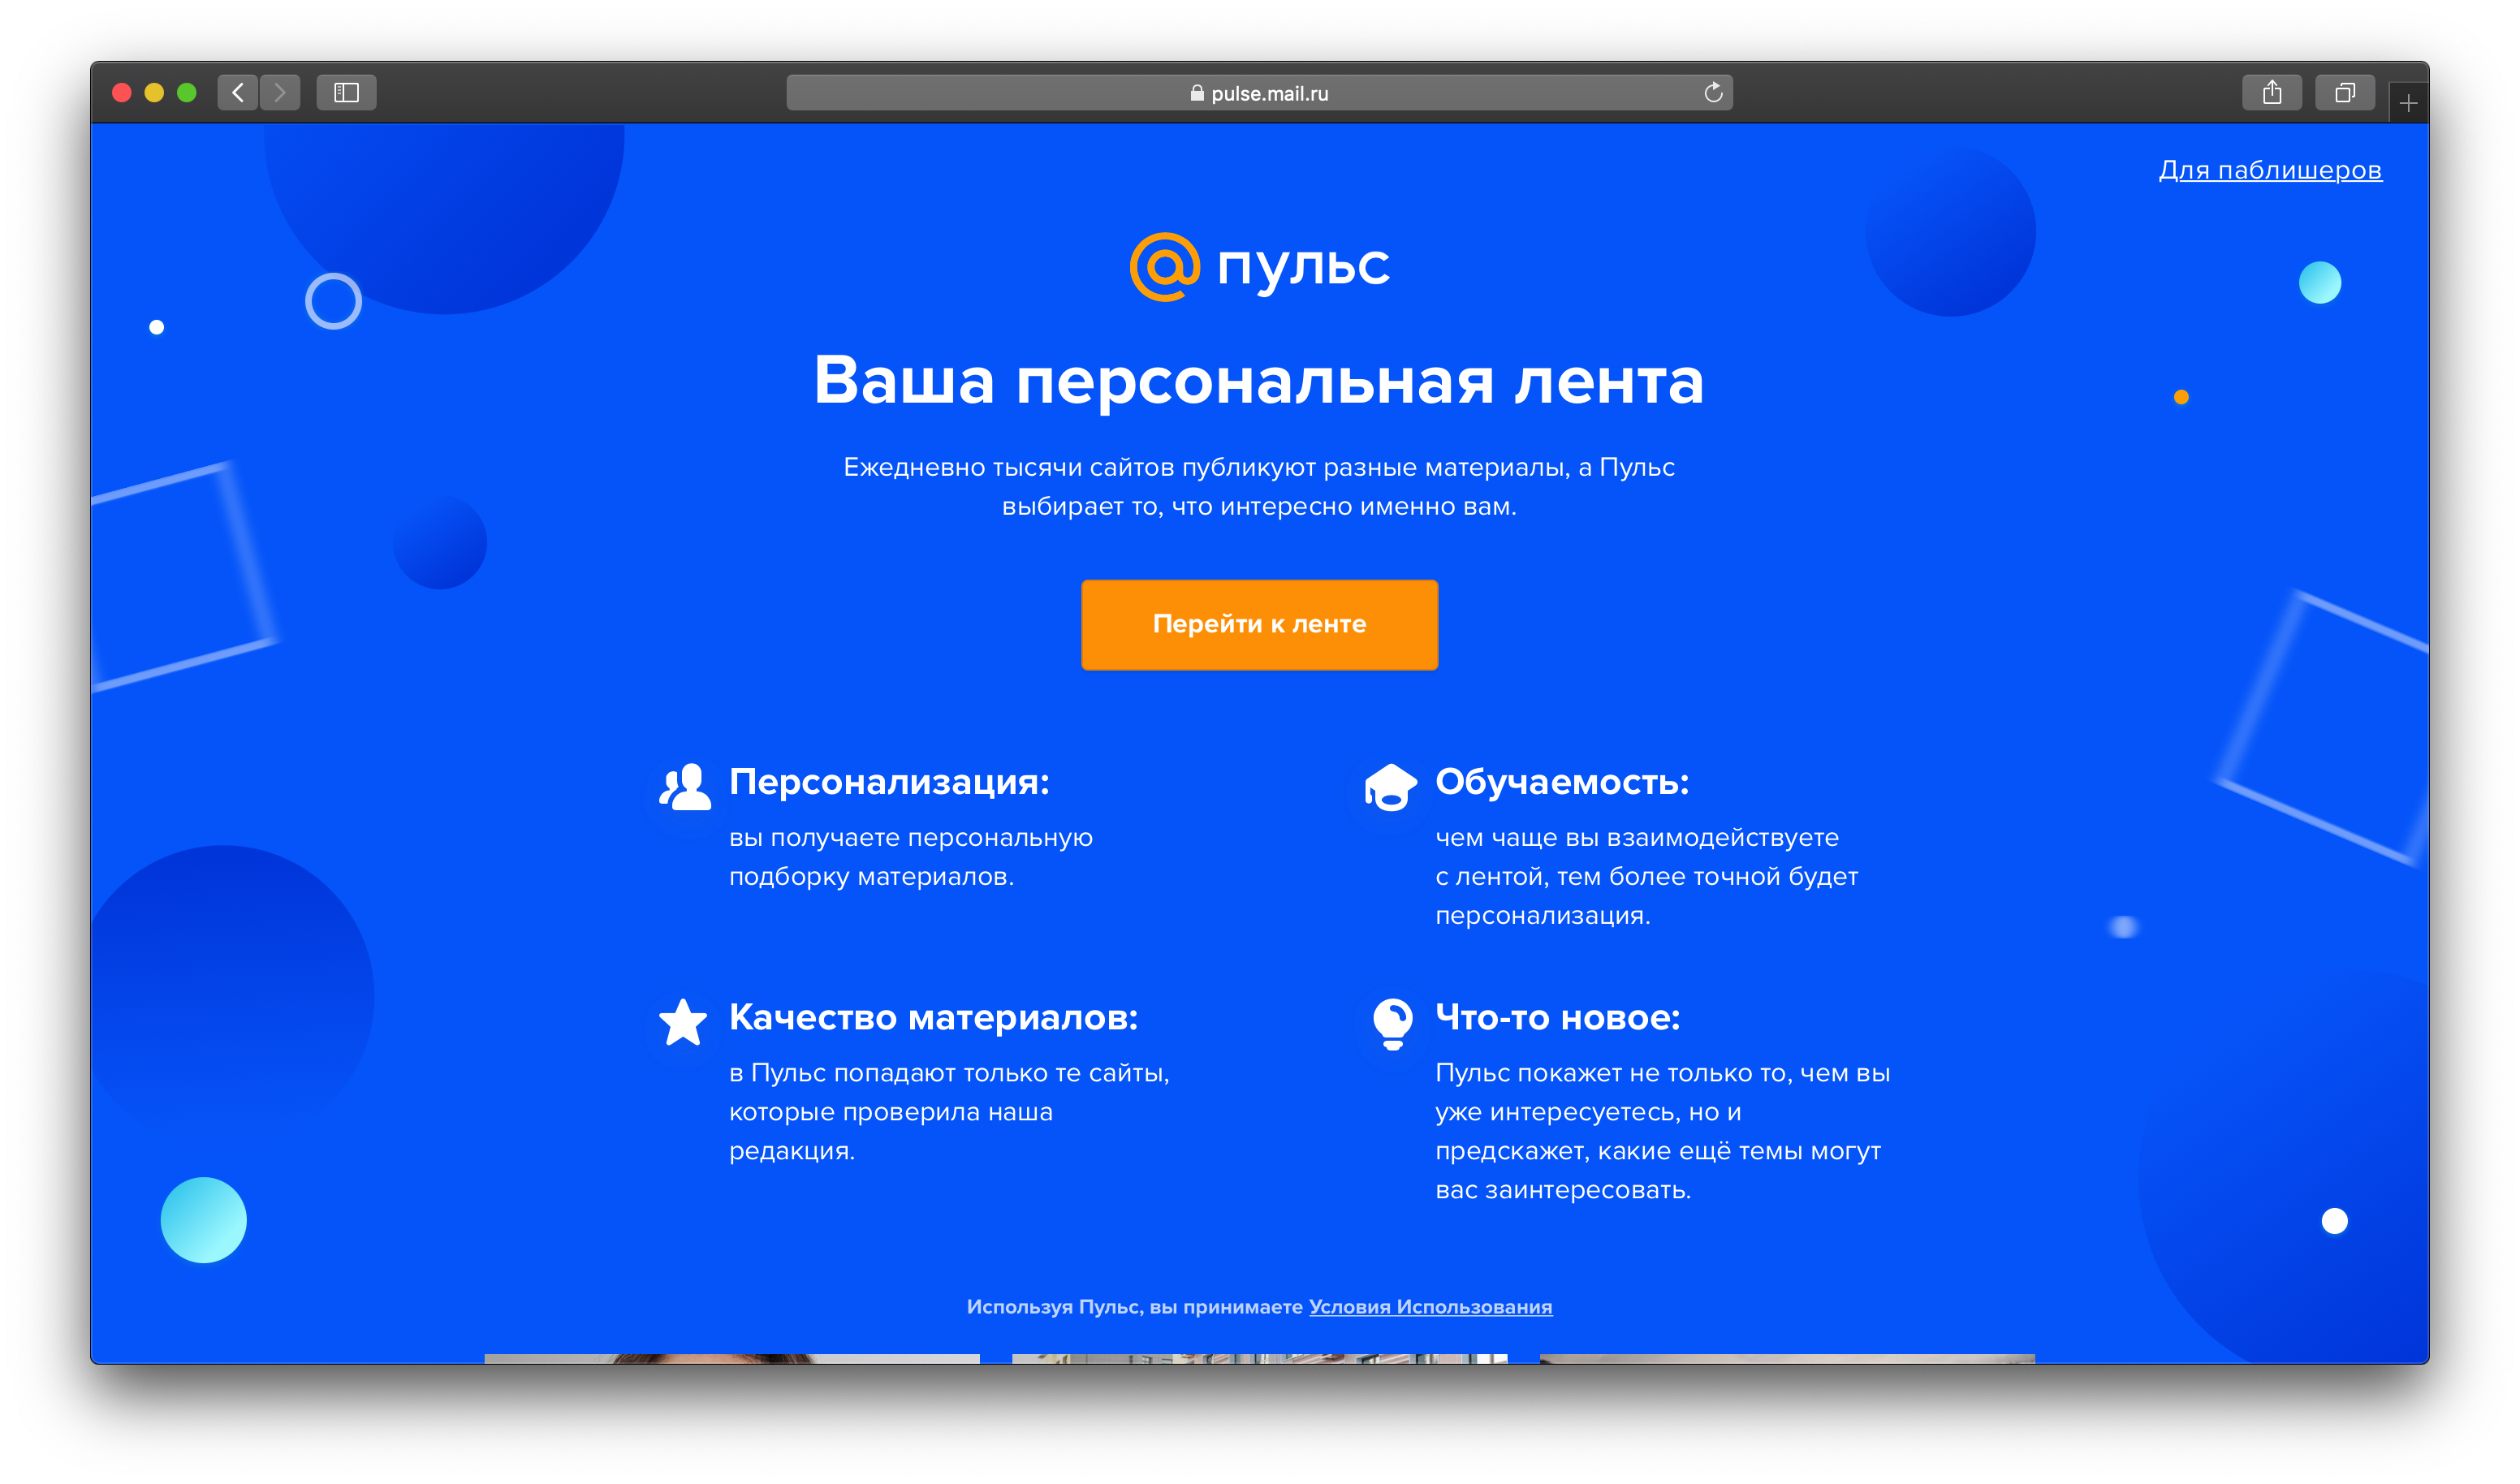 pulse.mail.ru
Для паблишеров
@ пульс
Ваша персональная лента
Ежедневно тысячи сайтов публикуют разные материалы, а Пульс
выбирает то, что интересно именно вам.
Перейти к ленте
Персонализация:
вы получаете персональную
подборку материалов.
Обучаемость:
чем чаще вы взаимодействуете
с лентой, тем более точной будет
персонализация.
Качество материалов:
в Пульс попадают только те сайты,
которые проверила наша
редакция.
Что-то новое:
Пульс покажет не только то, чем вы
уже интересуетесь, но и
предскажет, какие ещё темы могут
вас заинтересовать.
Используя Пульс, вы принимаете Условия Использования